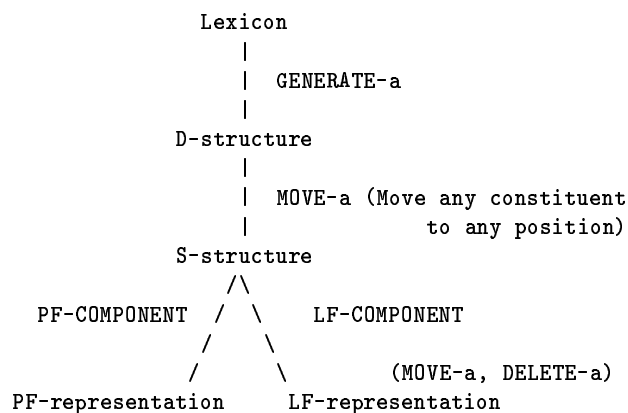 Lexicon
GENERATE-a
D-structure
MOVE-a (Move any constituent
to any position)
S-structure
PF-COMPONENT LF-COMPONENT
(MOVE-a, DELETE-a)
PF-representation LF-representation